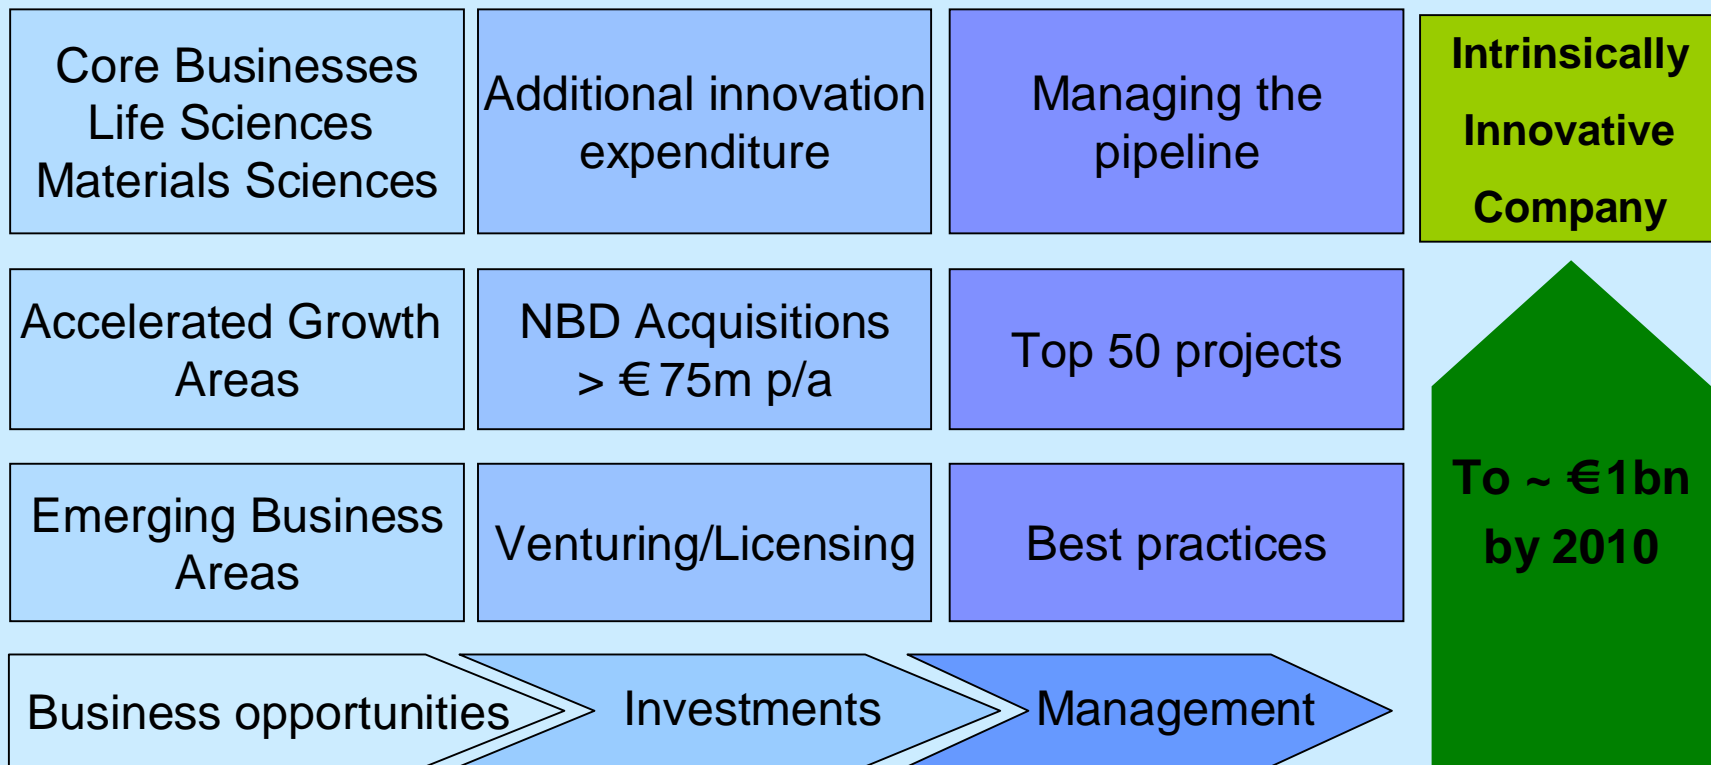 Core Businesses
Life Sciences
Materials Sciences
Additional innovation
expenditure
Managing the
pipeline
Intrinsically
Innovative
Company
Accelerated Growth
Areas
NBD Acquisitions
> €75m p/a
Top 50 projects
Emerging Business
Areas
Venturing/Licensing
Best practices
To ~ €1bn
by 2010
Business opportunities
Investments
Management